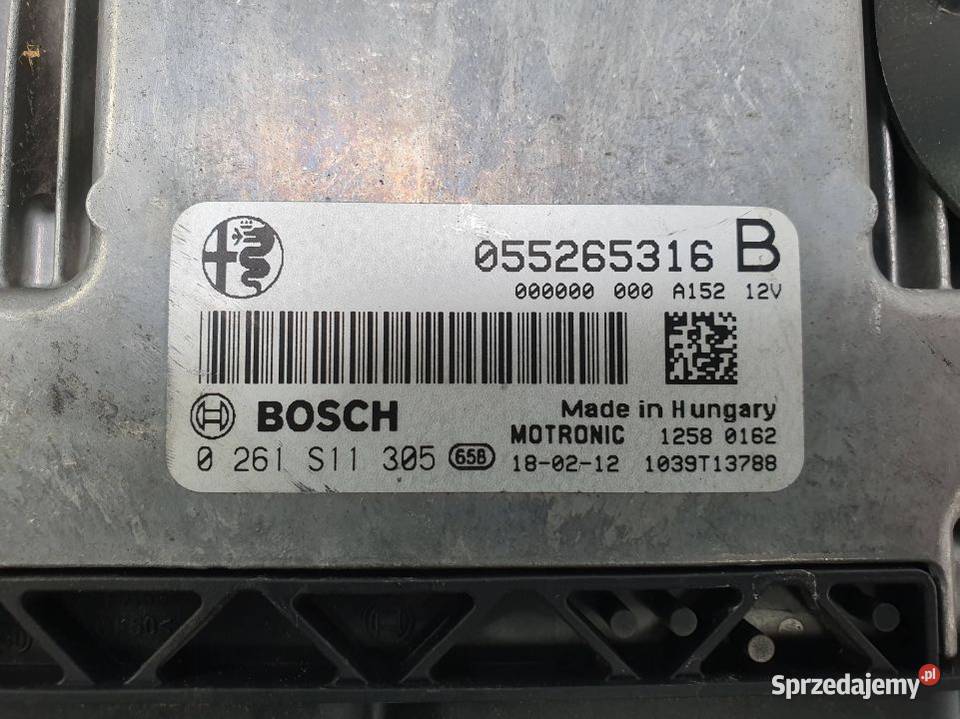 055265316 B
000000 000 A152 12V
BOSCH
Made in Hungary
MOTRONIC 1258 0162
0 261 S11 305 65B 18-02-12 1039T13788
Sprzedajemy.pl